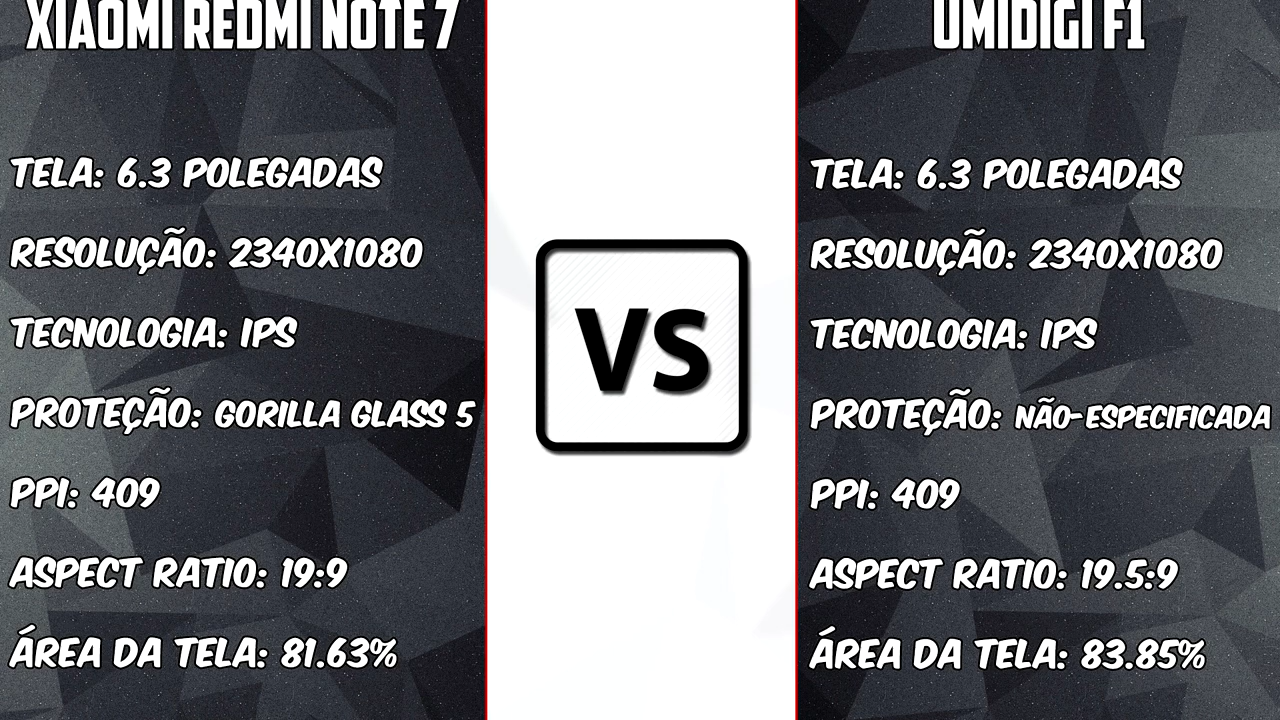 XIAOMI REDMI NOTE 7
TELA: 6.3 POLEGADAS
RESOLUÇÃO: 2340X1080
TECNOLOGIA: IPS
PROTEÇÃO: GORILLA GLASS 5
PPI: 409
ASPECT RATIO: 19:9
ÁREA DA TELA: 81.63%
VS
UMIDIGI F1
TELA: 6.3 POLEGADAS
RESOLUÇÃO: 2340X1080
TECNOLOGIA: IPS
PROTEÇÃO: NÃO-ESPECIFICADA
PPI: 409
ASPECT RATIO: 19.5:9
ÁREA DA TELA: 83.85%